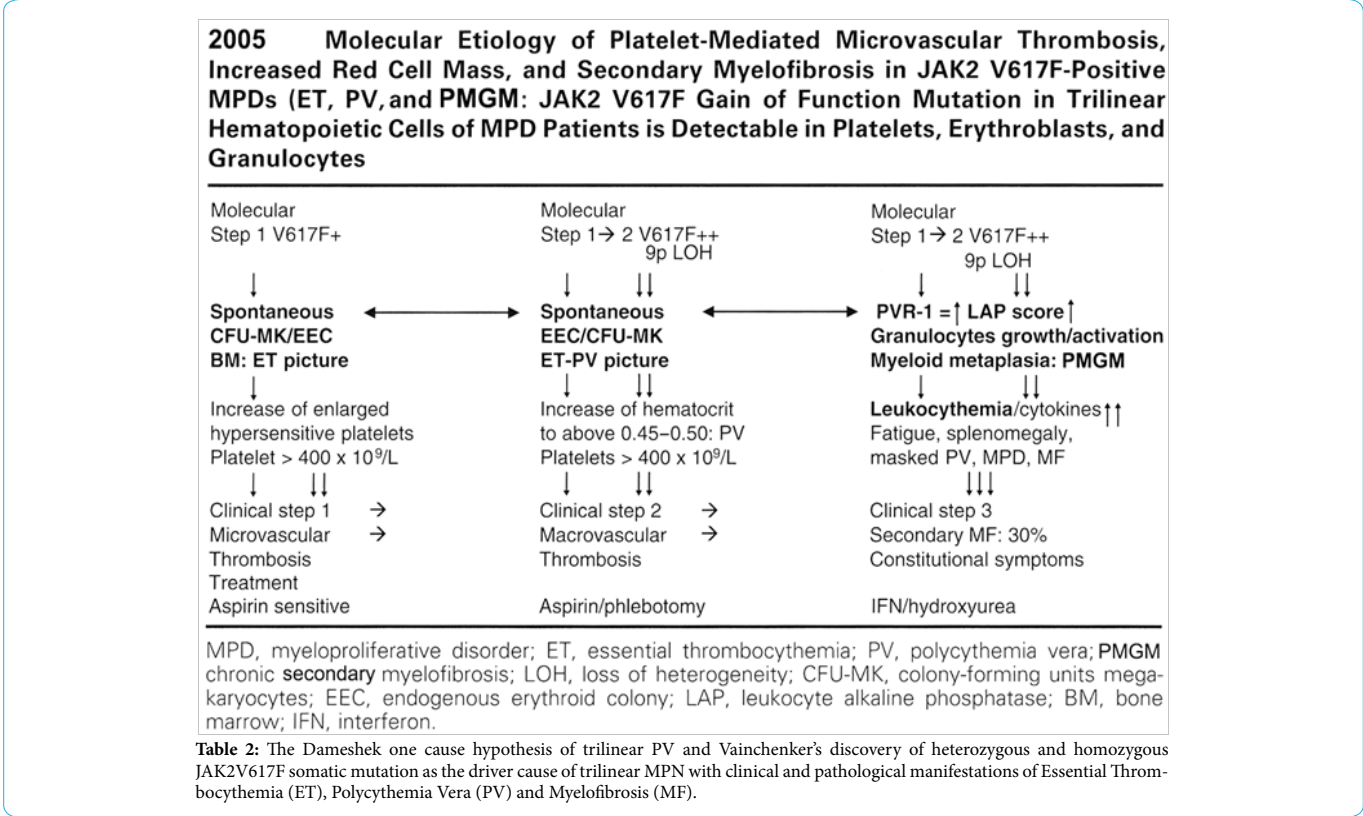 2005 Molecular Etiology of Platelet-Mediated Microvascular Thrombosis,
Increased Red Cell Mass, and Secondary Myelofibrosis in JAK2 V617F-Positive
MPDs (ET, PV, and PMGM: JAK2 V617F Gain of Function Mutation in Trilinear
Hematopoietic Cells of MPD Patients is Detectable in Platelets, Erythroblasts, and
Granulocytes
Molecular
Step 1 V617F+
↓
Spontaneous ↔
CFU-MK/EEC
BM: ET picture
↓
Increase of enlarged
hypersensitive platelets
Platelet > 400 x 10⁹/L
↓ ↓↓
Clinical step 1 →
Microvascular →
Thrombosis
Treatment
Aspirin sensitive
Molecular
Step 1→ 2 V617F++
9p LOH
↓ ↓↓
Spontaneous ↔
EEC/CFU-MK
ET-PV picture
↓ ↓↓
Increase of hematocrit
to above 0.45–0.50: PV
Platelets > 400 x 10⁹/L
↓ ↓↓
Clinical step 2 →
Macrovascular →
Thrombosis
Aspirin/phlebotomy
Molecular
Step 1→ 2 V617F++
9p LOH
↓ ↓↓
PVR-1 =↑ LAP score↑
Granulocytes growth/activation
Myeloid metaplasia: PMGM
↓ ↓↓
Leukocythemia/cytokines↑↑
Fatigue, splenomegaly,
masked PV, MPD, MF
↓↓↓
Clinical step 3
Secondary MF: 30%
Constitutional symptoms
IFN/hydroxyurea
MPD, myeloproliferative disorder; ET, essential thrombocythemia; PV, polycythemia vera; PMGM
chronic secondary myelofibrosis; LOH, loss of heterogeneity; CFU-MK, colony-forming units mega-
karyocytes; EEC, endogenous erythroid colony; LAP, leukocyte alkaline phosphatase; BM, bone
marrow; IFN, interferon.
Table 2: The Dameshek one cause hypothesis of trilinear PV and Vainchenker's discovery of heterozygous and homozygous
JAK2V617F somatic mutation as the driver cause of trilinear MPN with clinical and pathological manifestations of Essential Throm-
bocythemia (ET), Polycythemia Vera (PV) and Myelofibrosis (MF).